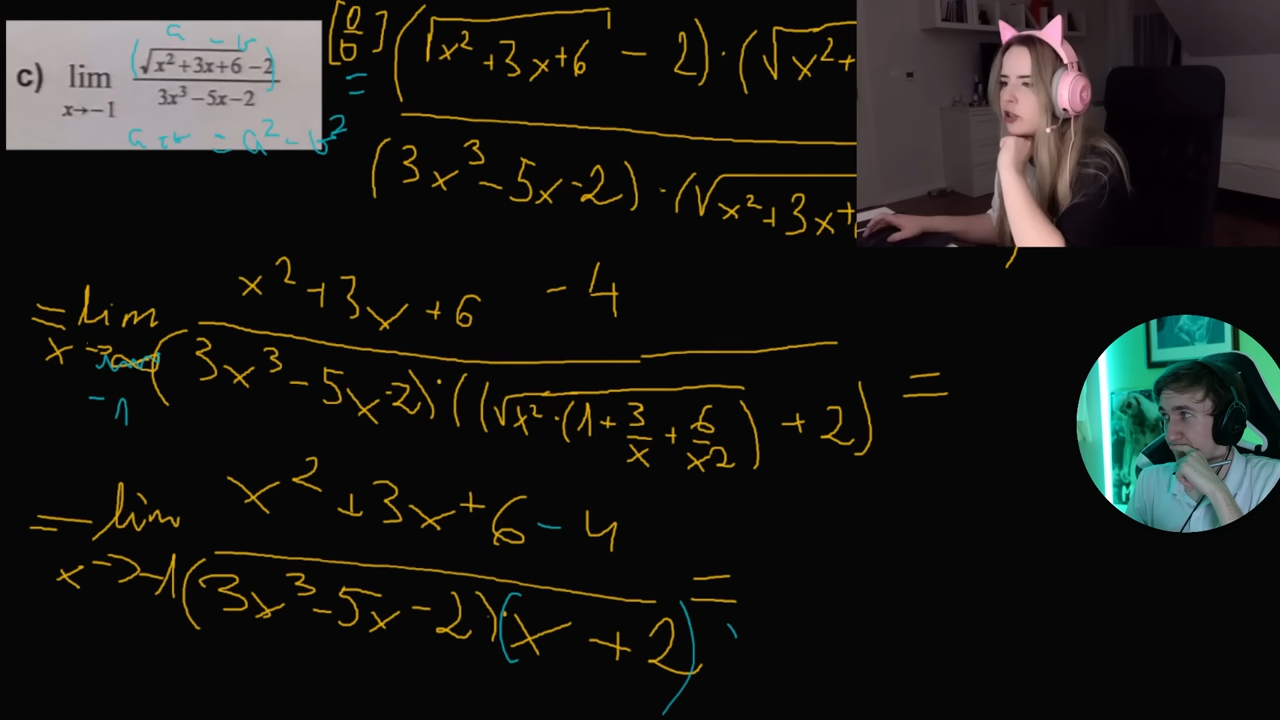 c) lim x→-1 (√x²+3x+6 -2) / 3x³-5x-2
a - b
a+b = a²-b²
[0/0] = (√x²+3x+6 - 2)·(√x²+
(3x³-5x-2)·(√x²+3x+
= lim x→ -1 x²+3x+6 -4
(3x³-5x-2)·((√x²·(1+3/x+6/x2)+2) =
= lim x→-1 x²+3x+6-4
(3x³-5x-2)·(x+2) =